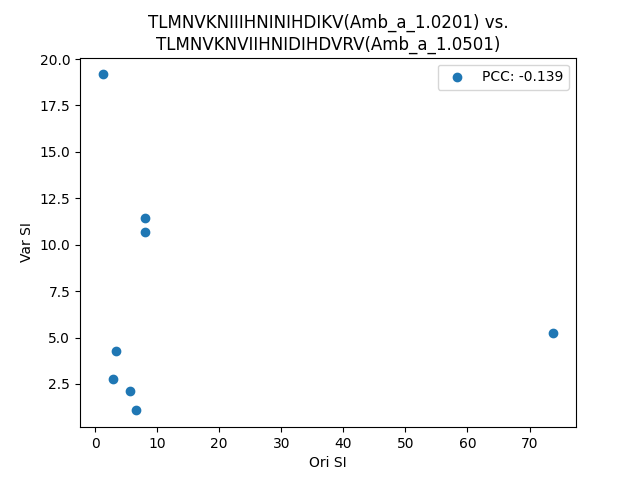 TLMNVKNIIIHNINIHDIKV(Amb_a_1.0201) vs.
TLMNVKNVIIHNIDIHDVRV(Amb_a_1.0501)
PCC: -0.139
20.0
17.5
15.0
12.5
10.0
7.5
5.0
2.5
Var SI
0 10 20 30 40 50 60 70
Ori SI